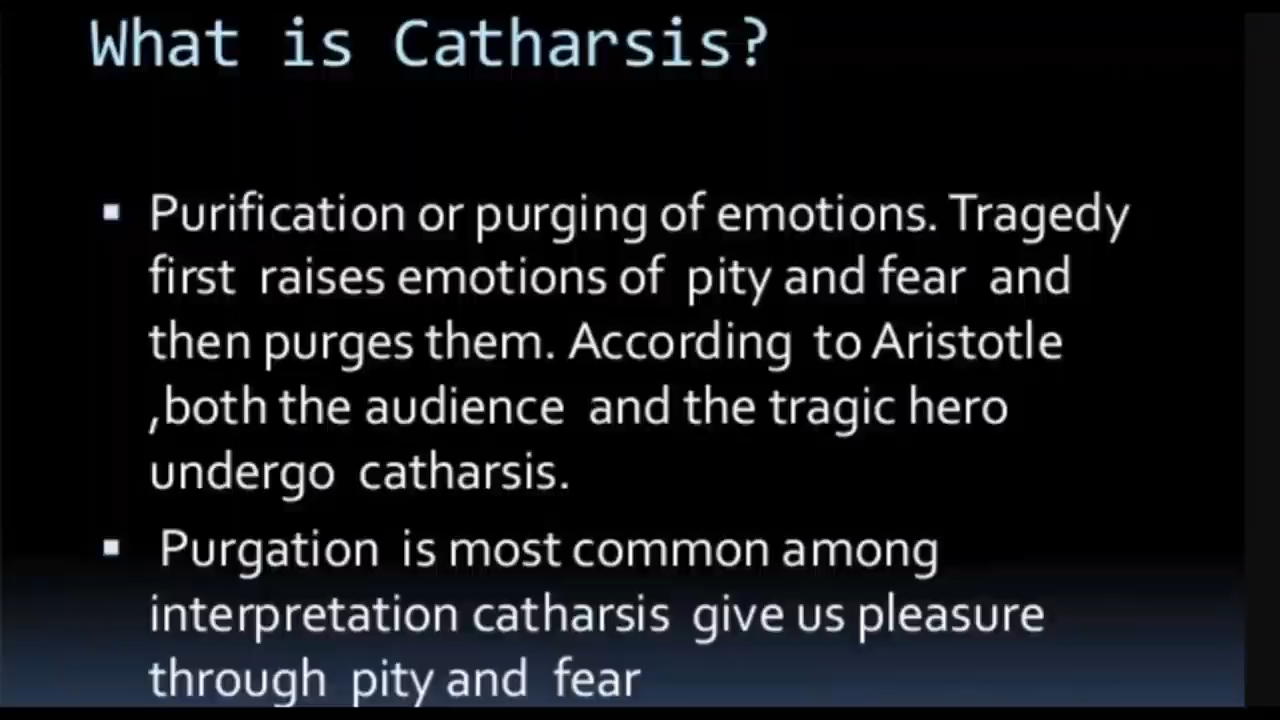 What is Catharsis?
▪ Purification or purging of emotions. Tragedy
first raises emotions of pity and fear and
then purges them. According to Aristotle
,both the audience and the tragic hero
undergo catharsis.
▪ Purgation is most common among
interpretation catharsis give us pleasure
through pity and fear